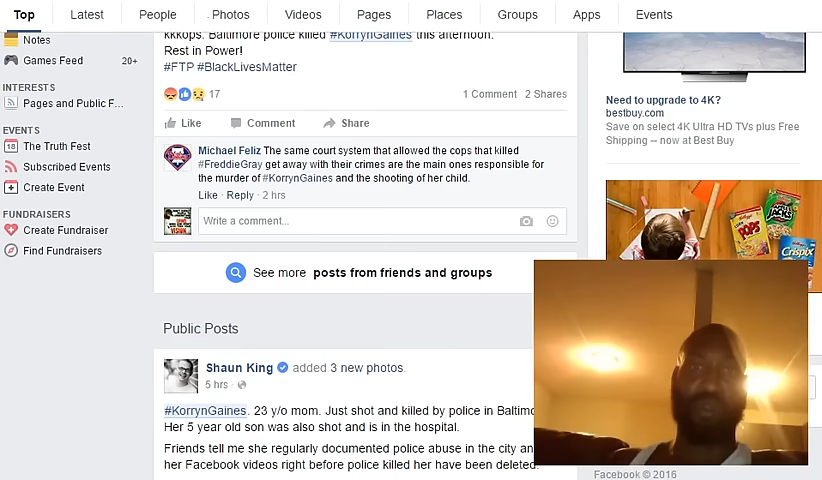 Top Latest People Photos Videos Pages Places Groups Apps Events
Notes
Games Feed 20+
INTERESTS
Pages and Public F...
EVENTS
18 The Truth Fest
Subscribed Events
Create Event
FUNDRAISERS
Create Fundraiser
Find Fundraisers
kkkops. Baltimore police killed #KorrynGaines this afternoon.
Rest in Power!
#FTP #BlackLivesMatter
17 1 Comment 2 Shares
Like Comment Share
Michael Feliz The same court system that allowed the cops that killed
#FreddieGray get away with their crimes are the main ones responsible for
the murder of #KorrynGaines and the shooting of her child.
Like · Reply · 2 hrs
Write a comment...
See more posts from friends and groups
Public Posts
Shaun King added 3 new photos.
5 hrs ·
#KorrynGaines. 23 y/o mom. Just shot and killed by police in Baltimo
Her 5 year old son was also shot and is in the hospital.
Friends tell me she regularly documented police abuse in the city an
her Facebook videos right before police killed her have been deleted.
Need to upgrade to 4K?
bestbuy.com
Save on select 4K Ultra HD TVs plus Free
Shipping -- now at Best Buy
Kellogg's
POPS
APPLE
JACKS
Crispix
Facebook © 2016